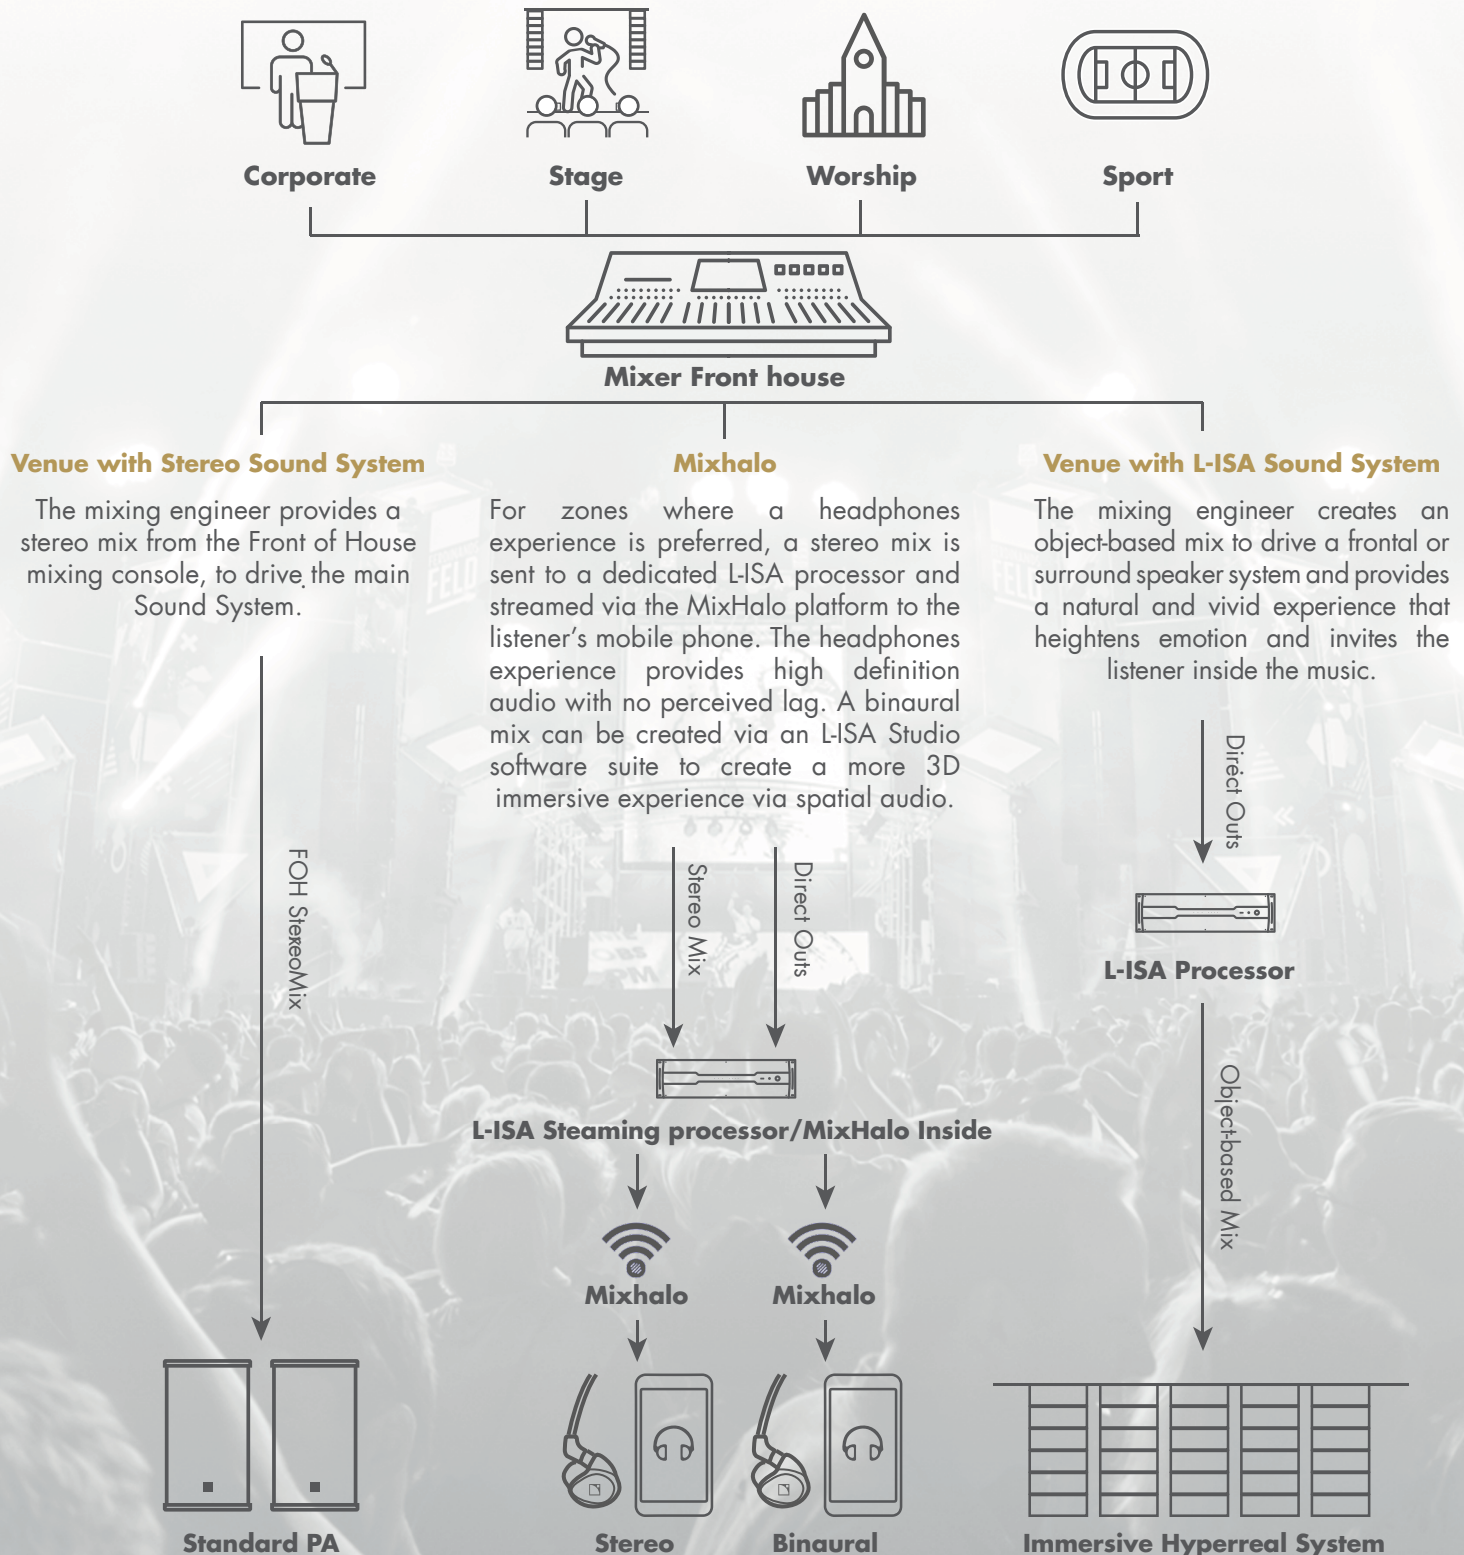 Corporate
Stage
Worship
Sport
Mixer Front house
Venue with Stereo Sound System
The mixing engineer provides a
stereo mix from the Front of House
mixing console, to drive the main
Sound System.
FOH StereoMix
Standard PA
Mixhalo
For zones where a headphones
experience is preferred, a stereo mix is
sent to a dedicated L-ISA processor and
streamed via the MixHalo platform to the
listener's mobile phone. The headphones
experience provides high definition
audio with no perceived lag. A binaural
mix can be created via an L-ISA Studio
software suite to create a more 3D
immersive experience via spatial audio.
Stereo Mix
Direct Outs
L-ISA Steaming processor/MixHalo Inside
Mixhalo
Mixhalo
Stereo
Binaural
Venue with L-ISA Sound System
The mixing engineer creates an
object-based mix to drive a frontal or
surround speaker system and provides
a natural and vivid experience that
heightens emotion and invites the
listener inside the music.
Direct Outs
L-ISA Processor
Object-based Mix
Immersive Hyperreal System
FELD